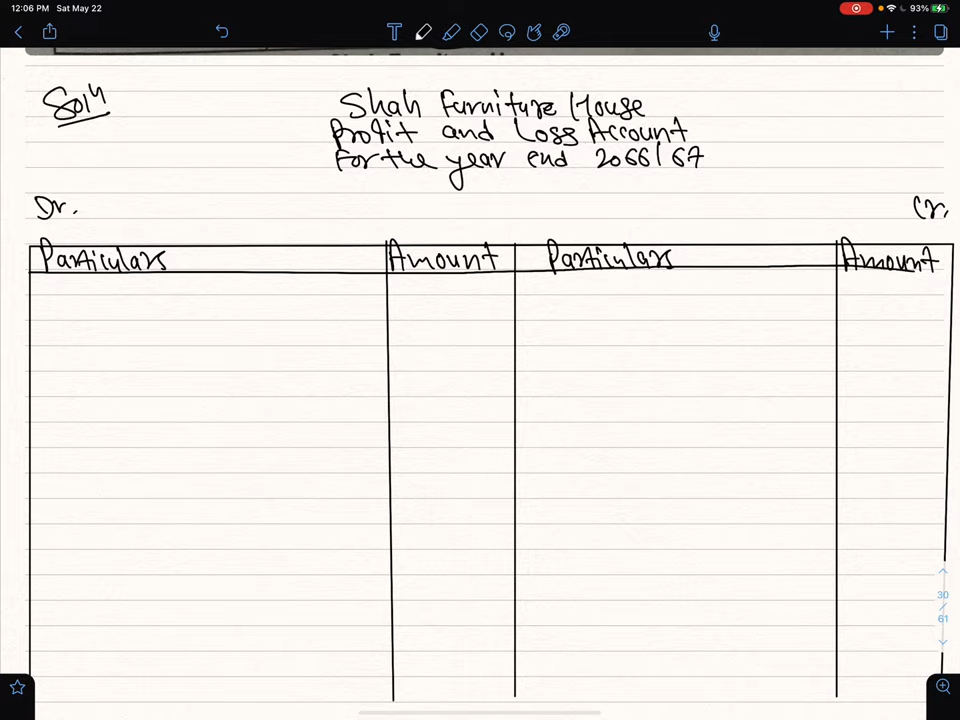 12:06 PM Sat May 22
93%
Soln
Shah Furniture House
Profit and Loss Account
For the year end 2066/67
Dr. Cr.
Particulars Amount Particulars Amount
30
/
61